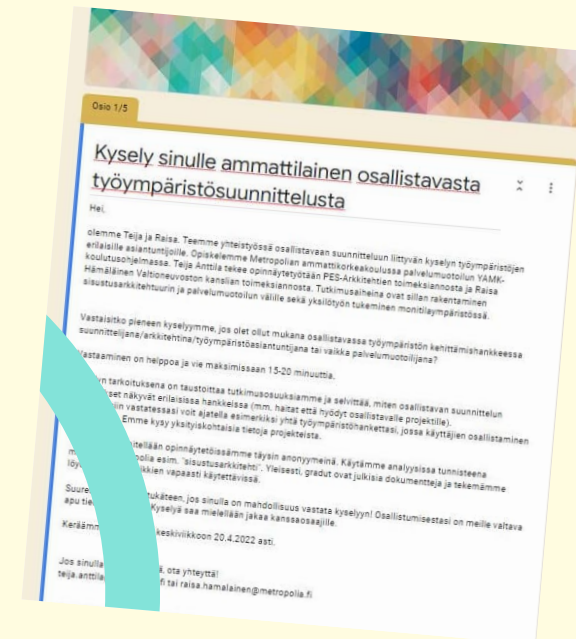 Osio 1/5
Kysely sinulle ammattilainen osallistavasta
työympäristösuunnittelusta
Hei,
olemme Teija ja Raisa. Teemme yhteistyössä osallistavaan suunnitteluun liittyvän kyselyn työympäristöjen
erilaisille asiantuntijoille. Opiskelemme Metropolian ammattikorkeakoulussa palvelumuotoilun YAMK-
koulutusohjelmassa. Teija Anttila tekee opinnäytetyötään PES-Arkkitehtien toimeksiannosta ja Raisa
Hämäläinen Valtioneuvoston kanslian toimeksiannosta. Tutkimusaiheina ovat sillan rakentaminen
sisustusarkkitehtuurin ja palvelumuotoilun välille sekä yksilötyön tukeminen monitilaympäristössä.
Vastaisitko pieneen kyselyymme, jos olet ollut mukana osallistavassa työympäristön kehittämishankkeessa
suunnittelijana/arkkitehtina/työympäristöasiantuntijana tai vaikka palvelumuotoilijana?
Vastaaminen on helppoa ja vie maksimissaan 15-20 minuuttia.
tarkoituksena on taustoittaa tutkimusosuuksiamme ja selvittää, miten osallistavan suunnittelun
näkyvät erilaisissa hankkeissa (mm. haitat että hyödyt osallistavalle projektille).
vastatessasi voit ajatella esimerkiksi yhtä työympäristöhankettasi, jossa käyttäjien osallistaminen
Emme kysy yksityiskohtaisia tietoja projekteista.
opinnäytetöissämme täysin anonyymeinä. Käytämme analyysissa tunnisteena
esim. "sisustusarkkitehti". Yleisesti, gradut ovat julkisia dokumentteja ja tekemämme
vapaasti käytettävissä.
jos sinulla on mahdollisuus vastata kyselyyn! Osallistumisestasi on meille valtava
apu Kyselyä saa mielellään jakaa kanssaosaajille.
keskiviikkoon 20.4.2022 asti.
Jos sinulla ota yhteyttä!
tai raisa.hamalainen@metropolia.fi